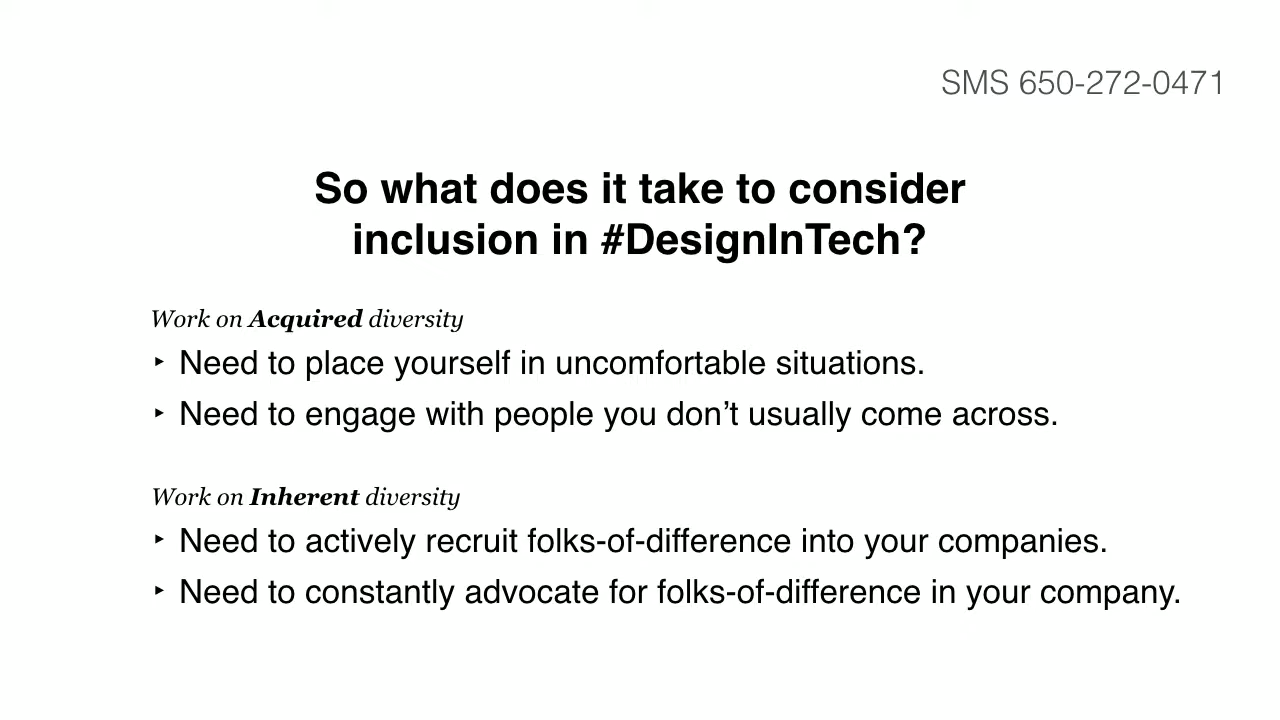 SMS 650-272-0471
So what does it take to consider
inclusion in #DesignInTech?
Work on Acquired diversity
‣ Need to place yourself in uncomfortable situations.
‣ Need to engage with people you don’t usually come across.
Work on Inherent diversity
‣ Need to actively recruit folks-of-difference into your companies.
‣ Need to constantly advocate for folks-of-difference in your company.